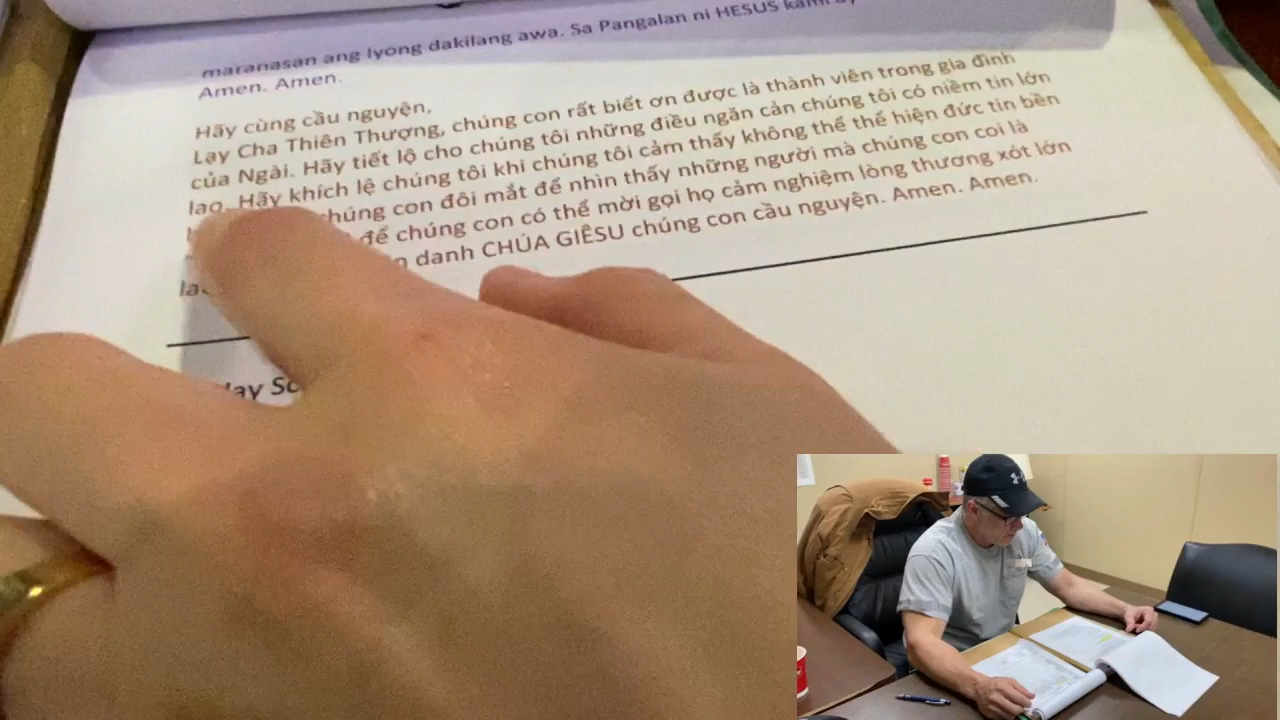 maranasan ang Iyong dakilang awa. Sa Pangalan ni HESUS kami
Amen. Amen.
Hãy cùng cầu nguyện,
Lạy Cha Thiên Thượng, chúng con rất biết ơn được là thành viên trong gia đình
của Ngài. Hãy tiết lộ cho chúng tôi những điều ngăn cản chúng tôi có niềm tin lớn
lao. Hãy khích lệ chúng tôi khi chúng tôi cảm thấy không thể thể hiện đức tin bền
chúng con đôi mắt để nhìn thấy những người mà chúng con coi là
để chúng con có thể mời gọi họ cảm nghiệm lòng thương xót lớn
danh CHÚA GIÊSU chúng con cầu nguyện. Amen. Amen.